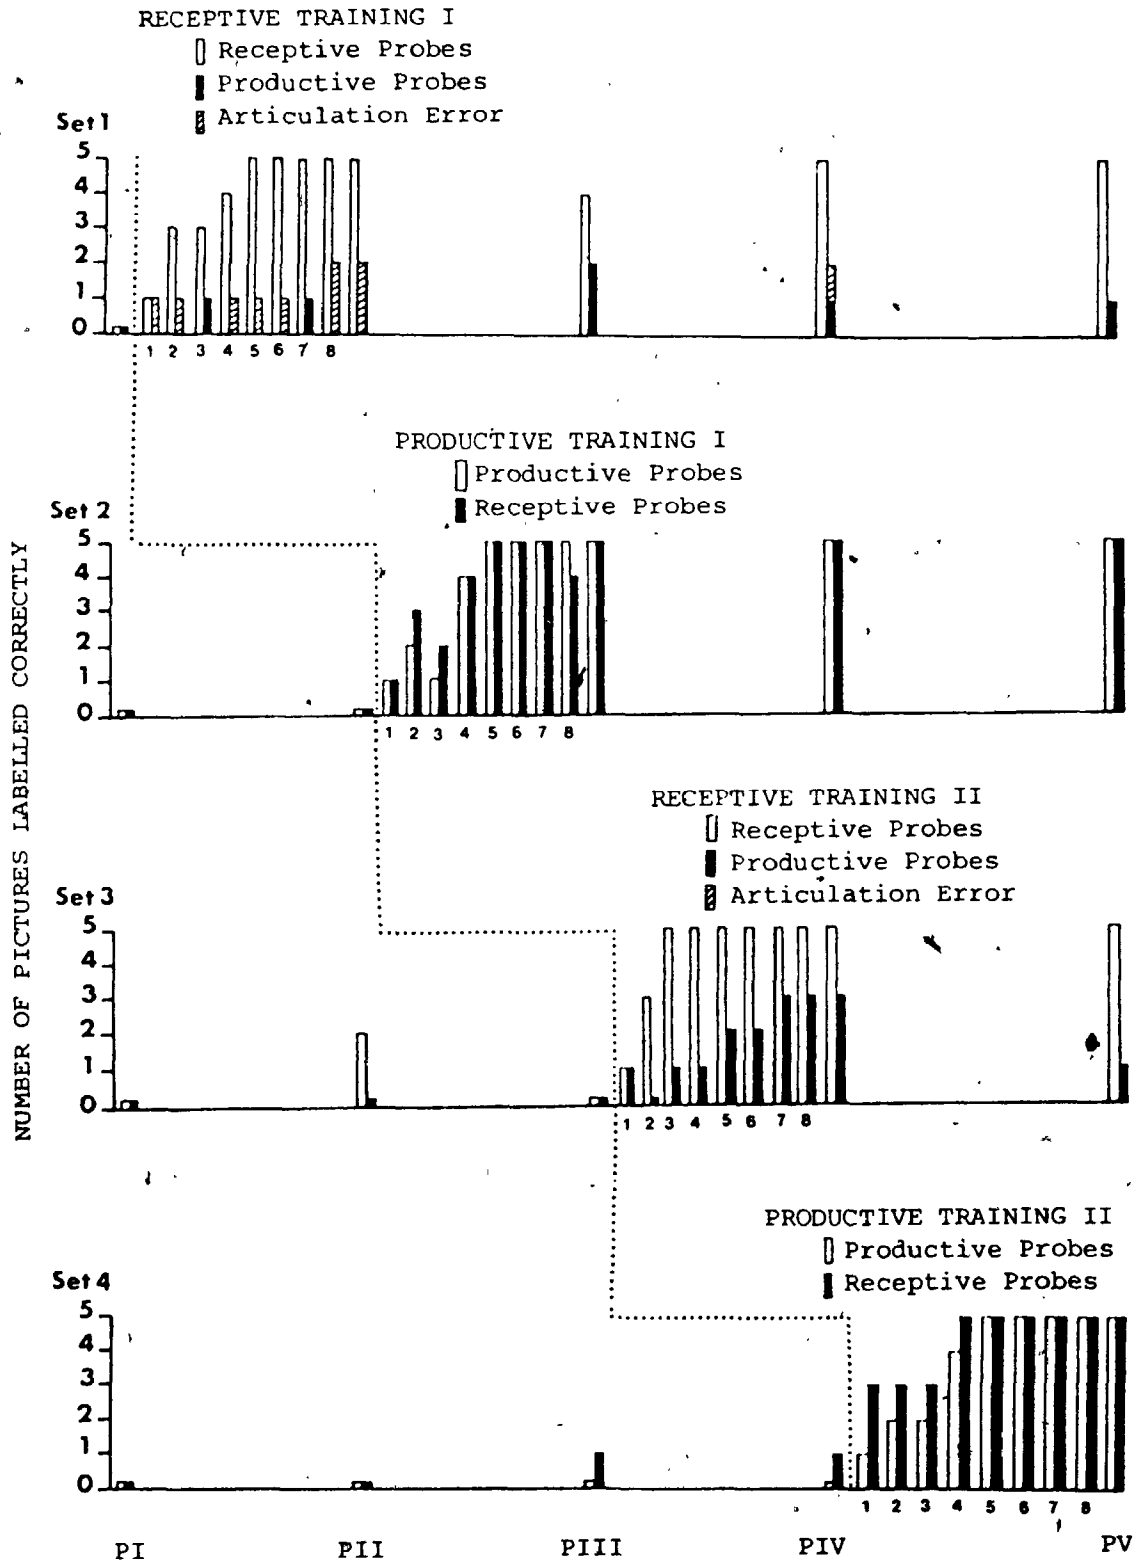 RECEPTIVE TRAINING I
Receptive Probes
Productive Probes
Articulation Error
Set 1
5
4
3
2
1
0
1 2 3 4 5 6 7 8
PRODUCTIVE TRAINING I
Productive Probes
Receptive Probes
Set 2
5
4
3
2
1
0
1 2 3 4 5 6 7 8
NUMBER OF PICTURES LABELLED CORRECTLY
RECEPTIVE TRAINING II
Receptive Probes
Productive Probes
Articulation Error
Set 3
5
4
3
2
1
0
1 2 3 4 5 6 7 8
PRODUCTIVE TRAINING II
Productive Probes
Receptive Probes
Set 4
5
4
3
2
1
0
1 2 3 4 5 6 7 8
PI PII PIII PIV PV